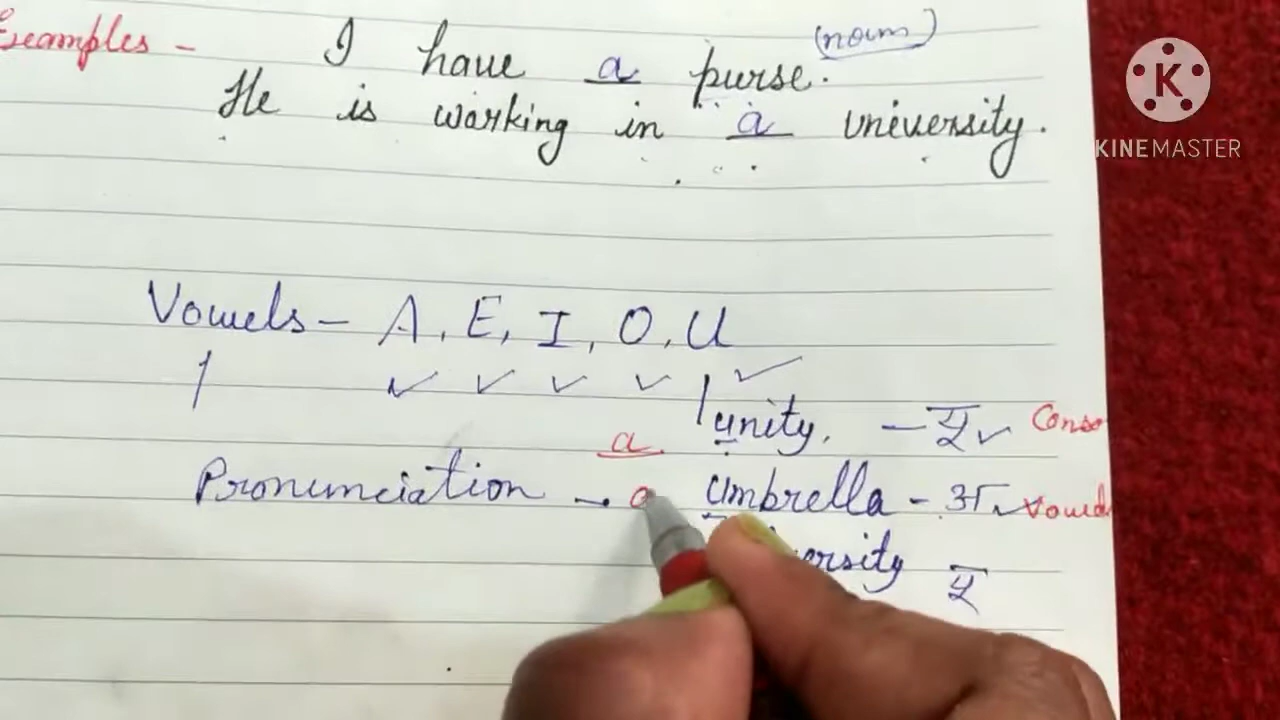 Examples - I have a purse. (noun)
He is working in a university.
Vowels - A, E, I, O, U
unity. - यू Conso
a
Pronunciation → a umbrella - अ Vowel
ersity यू
K
KINEMASTER